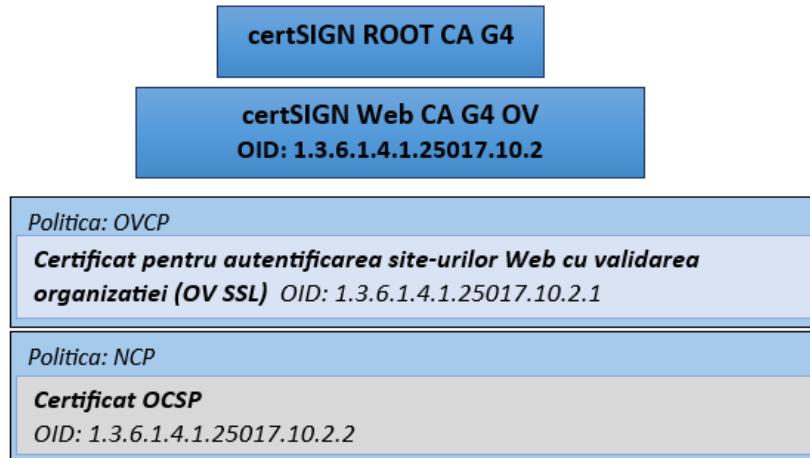 certSIGN ROOT CA G4
certSIGN Web CA G4 OV
OID: 1.3.6.1.4.1.25017.10.2
Politica: OVCP
Certificat pentru autentificarea site-urilor Web cu validarea
organizatiei (OV SSL) OID: 1.3.6.1.4.1.25017.10.2.1
Politica: NCP
Certificat OCSP
OID: 1.3.6.1.4.1.25017.10.2.2